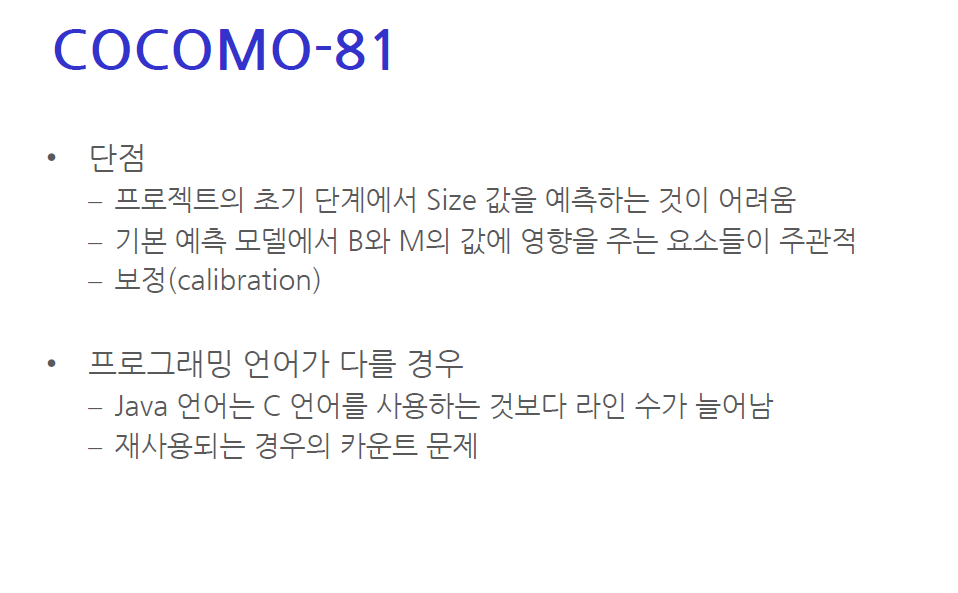 COCOMO-81
• 단점
– 프로젝트의 초기 단계에서 Size 값을 예측하는 것이 어려움
– 기본 예측 모델에서 B와 M의 값에 영향을 주는 요소들이 주관적
– 보정(calibration)
• 프로그래밍 언어가 다를 경우
– Java 언어는 C 언어를 사용하는 것보다 라인 수가 늘어남
– 재사용되는 경우의 카운트 문제